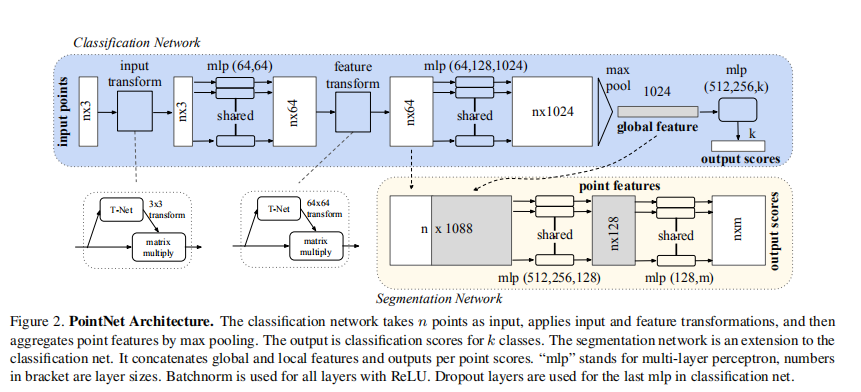 Classification Network
input points
nx3
input
transform
nx3
mlp (64,64)
shared
nx64
feature
transform
nx64
mlp (64,128,1024)
shared
nx1024
max
pool
1024
global feature
mlp
(512,256,k)
k
output scores
T-Net
3x3
transform
matrix
multiply
T-Net
64x64
transform
matrix
multiply
point features
n x 1088
shared
mlp (512,256,128)
nx128
shared
mlp (128,m)
nxm
output scores
Segmentation Network
Figure 2. PointNet Architecture. The classification network takes n points as input, applies input and feature transformations, and then
aggregates point features by max pooling. The output is classification scores for k classes. The segmentation network is an extension to the
classification net. It concatenates global and local features and outputs per point scores. “mlp” stands for multi-layer perceptron, numbers
in bracket are layer sizes. Batchnorm is used for all layers with ReLU. Dropout layers are used for the last mlp in classification net.